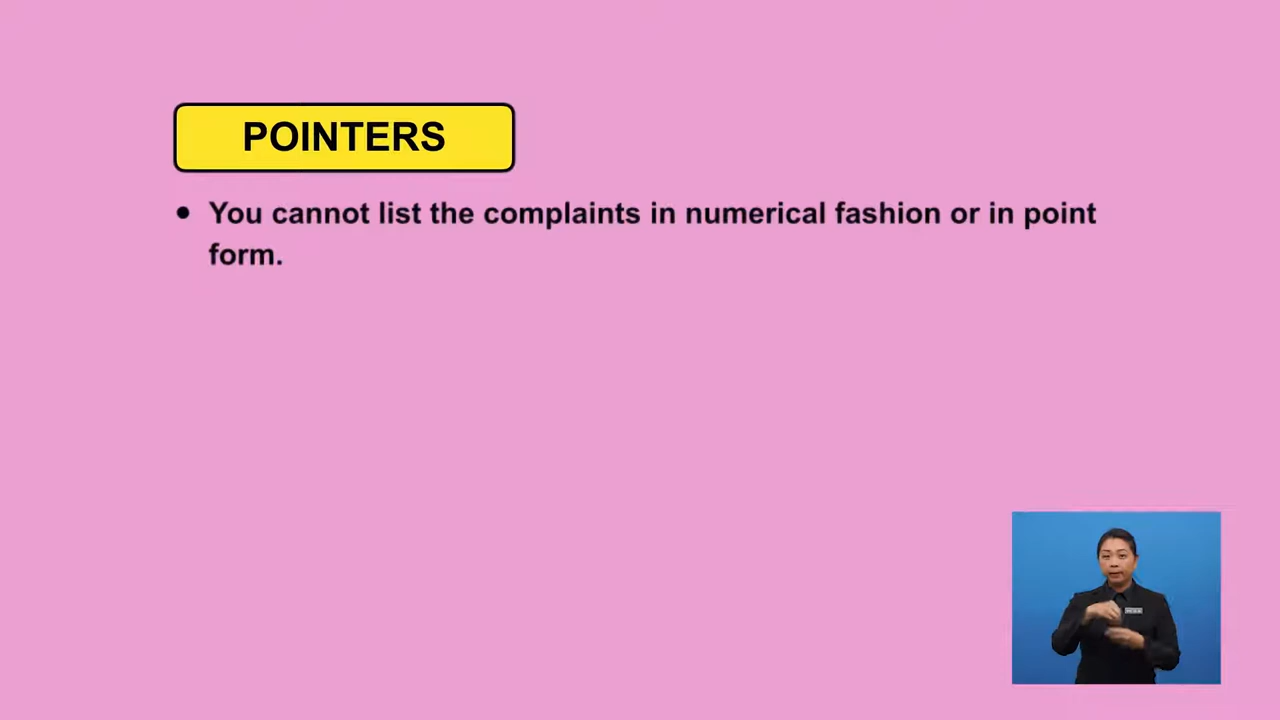 POINTERS
• You cannot list the complaints in numerical fashion or in point
form.